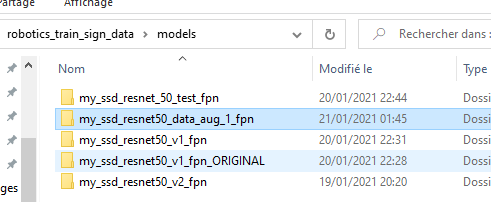 Partage Affichage
robotics_train_sign_data › models
Rechercher dans :
Nom Modifié le Type
my_ssd_resnet_50_test_fpn 20/01/2021 22:44 Dossi
my_ssd_resnet50_data_aug_1_fpn 21/01/2021 01:45 Dossi
my_ssd_resnet50_v1_fpn 20/01/2021 22:31 Dossi
my_ssd_resnet50_v1_fpn_ORIGINAL 20/01/2021 22:28 Dossi
my_ssd_resnet50_v2_fpn 19/01/2021 20:20 Dossi
ges